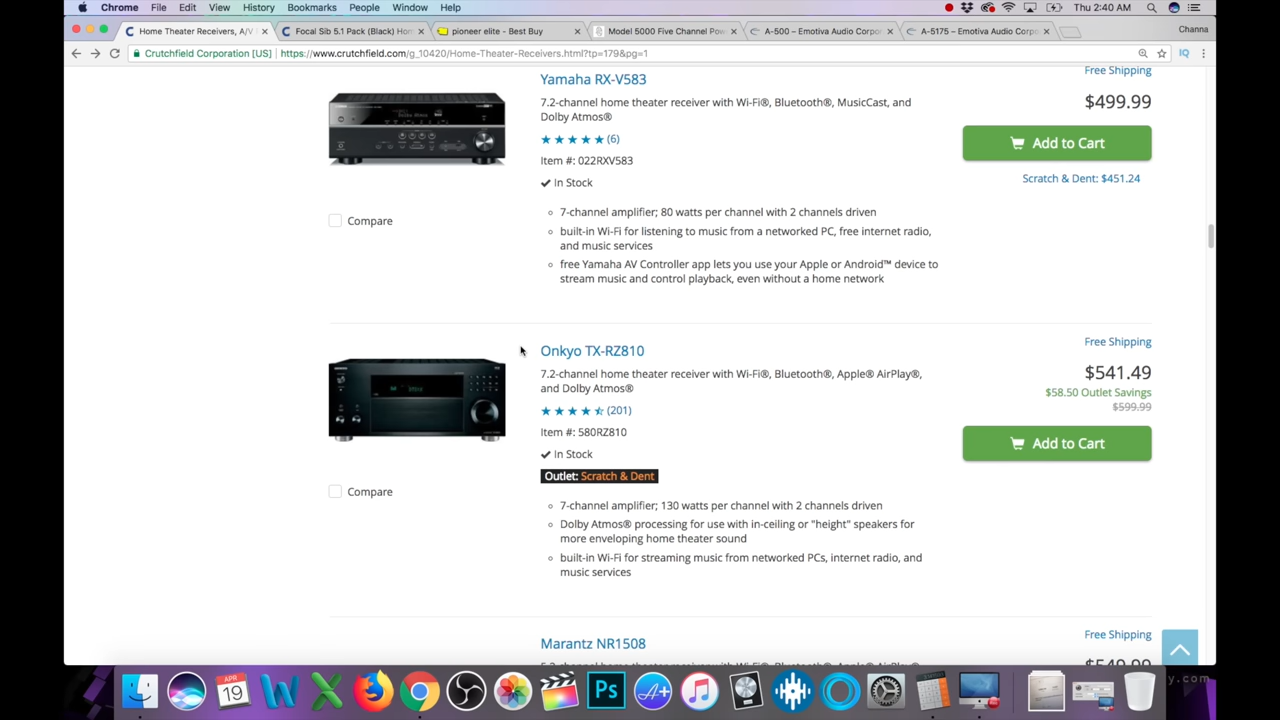 Chrome File Edit View History Bookmarks People Window Help Thu 2:40 AM
Home Theater Receivers, A/V Focal Sib 5.1 Pack (Black) Hom pioneer elite - Best Buy Model 5000 Five Channel Pow A-500 – Emotiva Audio Corpo A-5175 – Emotiva Audio Corpo Channa
Crutchfield Corporation [US] https://www.crutchfield.com/g_10420/Home-Theater-Receivers.html?tp=179&pg=1
Free Shipping
Yamaha RX-V583
7.2-channel home theater receiver with Wi-Fi®, Bluetooth®, MusicCast, and
Dolby Atmos®
$499.99
Add to Cart
(6)
Item #: 022RXV583
Scratch & Dent: $451.24
In Stock
Compare
7-channel amplifier; 80 watts per channel with 2 channels driven
built-in Wi-Fi for listening to music from a networked PC, free internet radio,
and music services
free Yamaha AV Controller app lets you use your Apple or Android™ device to
stream music and control playback, even without a home network
Free Shipping
Onkyo TX-RZ810
7.2-channel home theater receiver with Wi-Fi®, Bluetooth®, Apple® AirPlay®,
and Dolby Atmos®
$541.49
$58.50 Outlet Savings
$599.99
(201)
Item #: 580RZ810
Add to Cart
In Stock
Outlet: Scratch & Dent
Compare
7-channel amplifier; 130 watts per channel with 2 channels driven
Dolby Atmos® processing for use with in-ceiling or "height" speakers for
more enveloping home theater sound
built-in Wi-Fi for streaming music from networked PCs, internet radio, and
music services
Free Shipping
Marantz NR1508
APR
19
Ps
y.com